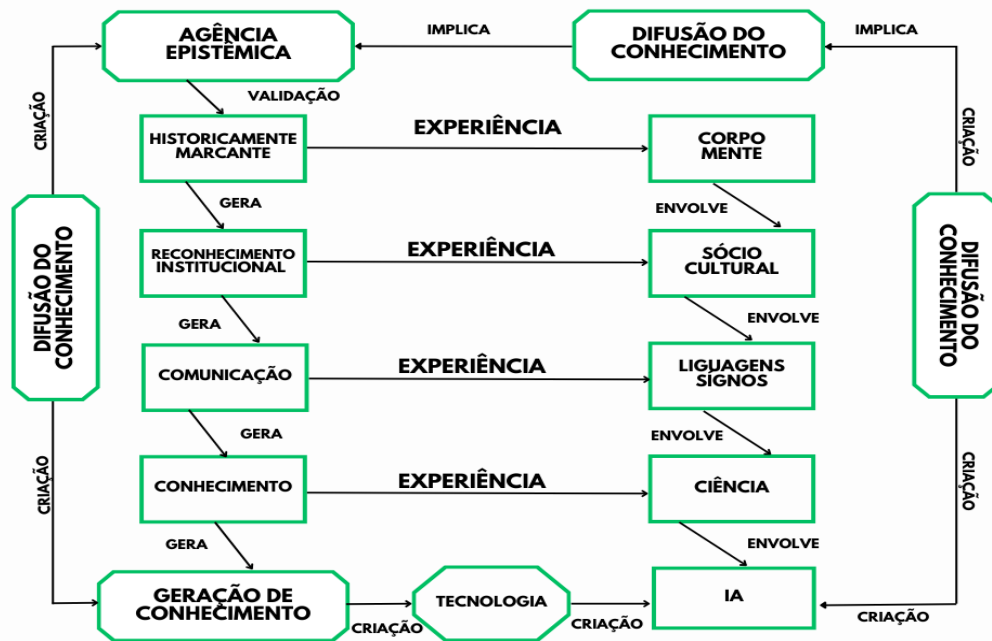 AGÊNCIA
EPISTÊMICA
IMPLICA
DIFUSÃO DO
CONHECIMENTO
IMPLICA
CRIAÇÃO
VALIDAÇÃO
CRIAÇÃO
HISTORICAMENTE
MARCANTE
EXPERIÊNCIA
CORPO
MENTE
GERA
ENVOLVE
DIFUSÃO DO
CONHECIMENTO
RECONHECIMENTO
INSTITUCIONAL
EXPERIÊNCIA
SÓCIO
CULTURAL
DIFUSÃO DO
CONHECIMENTO
GERA
ENVOLVE
COMUNICAÇÃO
EXPERIÊNCIA
LIGUAGENS
SÍGNOS
GERA
ENVOLVE
CRIAÇÃO
CONHECIMENTO
EXPERIÊNCIA
CIÊNCIA
CRIAÇÃO
GERA
ENVOLVE
GERAÇÃO DE
CONHECIMENTO
CRIAÇÃO
TECNOLOGIA
CRIAÇÃO
IA
CRIAÇÃO